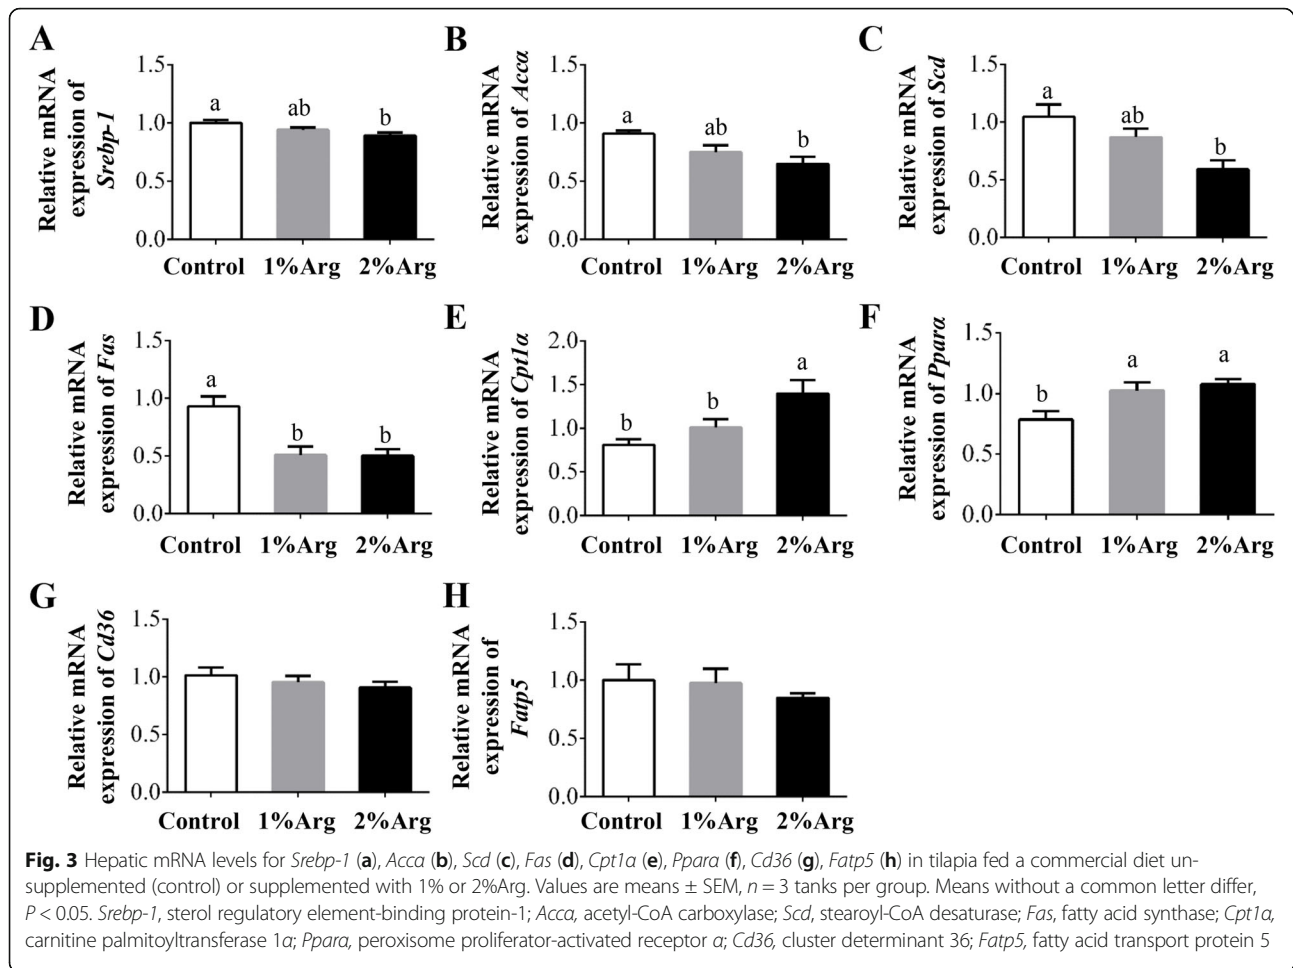 A
Relative mRNA
expression of
Srebp-1
1.5
1.0
0.5
0.0
a
ab
b
Control 1%Arg 2%Arg
B
Relative mRNA
expression of Accα
1.5
1.0
0.5
0.0
a
ab
b
Control 1%Arg 2%Arg
C
Relative mRNA
expression of Scd
1.5
1.0
0.5
0.0
a
ab
b
Control 1%Arg 2%Arg
D
Relative mRNA
expression of Fas
1.5
1.0
0.5
0.0
a
b
b
Control 1%Arg 2%Arg
E
Relative mRNA
expression of Cpt1α
2.0
1.5
1.0
0.5
0.0
b
b
a
Control 1%Arg 2%Arg
F
Relative mRNA
expression of Pparα
1.5
1.0
0.5
0.0
b
a
a
Control 1%Arg 2%Arg
G
Relative mRNA
expression of Cd36
1.5
1.0
0.5
0.0
Control 1%Arg 2%Arg
H
Relative mRNA
expression of
Fatp5
1.5
1.0
0.5
0.0
Control 1%Arg 2%Arg
Fig. 3 Hepatic mRNA levels for Srebp-1 (a), Accα (b), Scd (c), Fas (d), Cpt1α (e), Pparα (f), Cd36 (g), Fatp5 (h) in tilapia fed a commercial diet un-
supplemented (control) or supplemented with 1% or 2%Arg. Values are means ± SEM, n = 3 tanks per group. Means without a common letter differ,
P < 0.05. Srebp-1, sterol regulatory element-binding protein-1; Accα, acetyl-CoA carboxylase; Scd, stearoyl-CoA desaturase; Fas, fatty acid synthase; Cpt1α,
carnitine palmitoyltransferase 1α; Pparα, peroxisome proliferator-activated receptor α; Cd36, cluster determinant 36; Fatp5, fatty acid transport protein 5